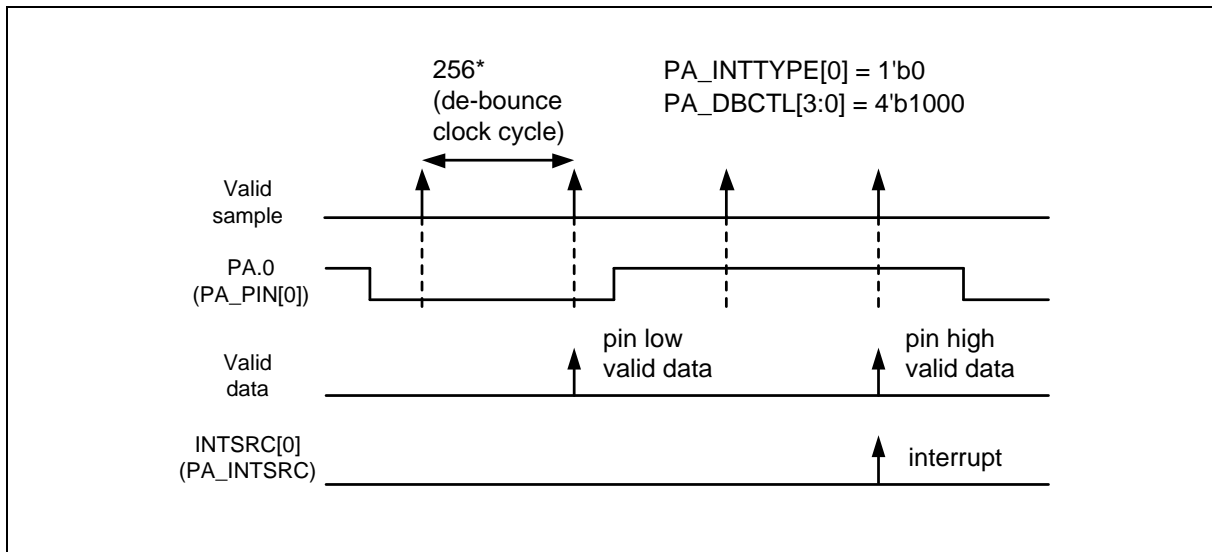 256*
(de-bounce
clock cycle)
PA_INTTYPE[0] = 1'b0
PA_DBCTL[3:0] = 4'b1000
Valid
sample
PA.0
(PA_PIN[0])
Valid
data
pin low
valid data
pin high
valid data
INTSRC[0]
(PA_INTSRC)
interrupt